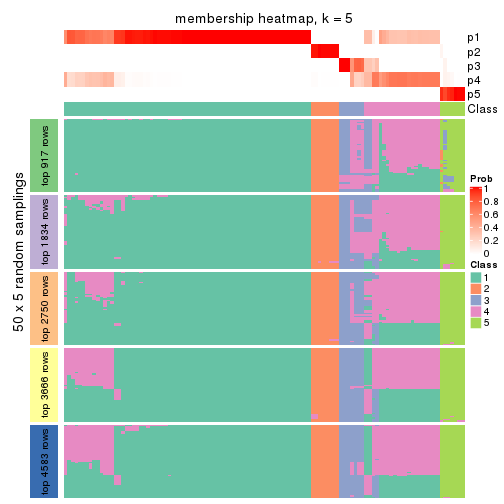 membership heatmap, k = 5
p1
p2
p3
p4
p5
Class
50 x 5 random samplings
top 917 rows
top 1834 rows
top 2750 rows
top 3666 rows
top 4583 rows
Prob
1
0.8
0.6
0.4
0.2
0
Class
1
2
3
4
5